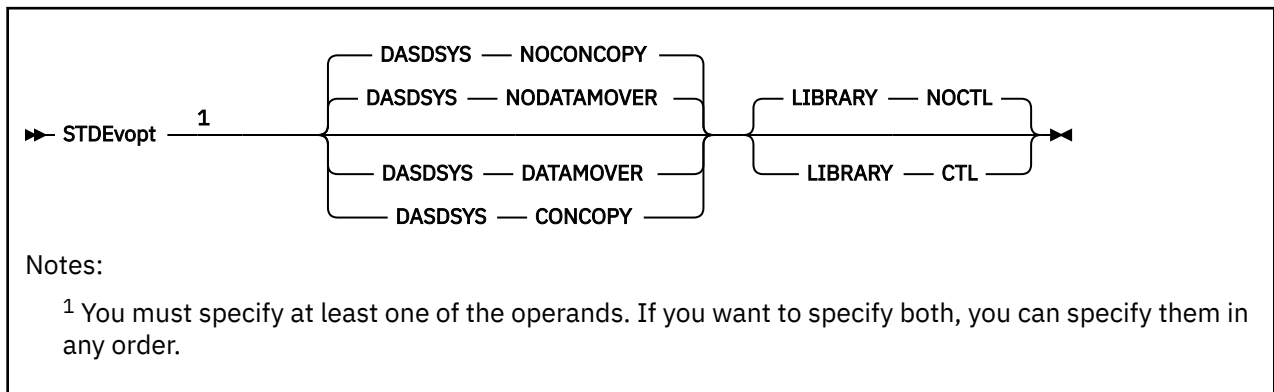 DASDSYS NOCONCOPY
DASDSYS NODATAMOVER
LIBRARY NOCTL
STDEvopt 1
DASDSYS DATAMOVER
LIBRARY CTL
DASDSYS CONCOPY
Notes:
1 You must specify at least one of the operands. If you want to specify both, you can specify them in
any order.